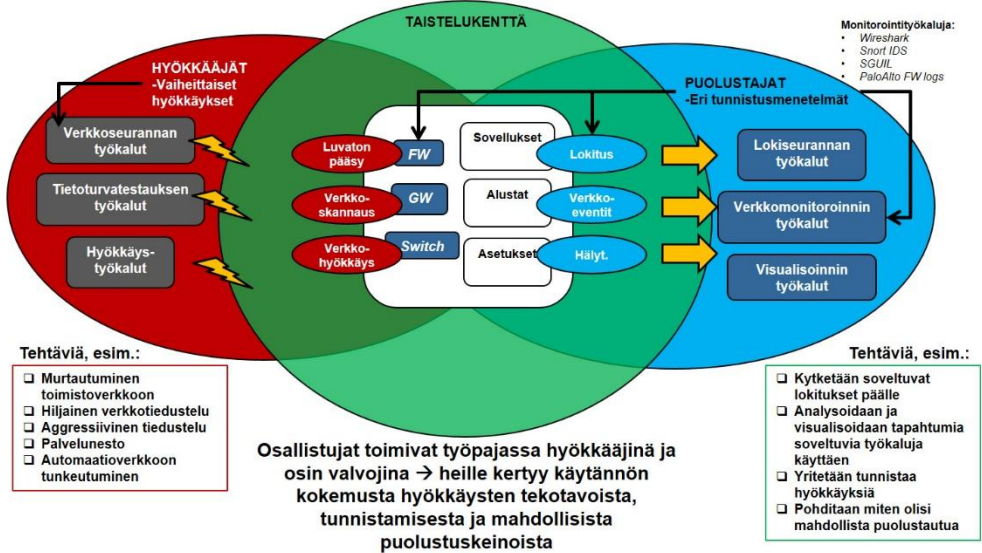 TAISTELUKENTTÄ
Monitorointityökaluja:
• Wireshark
• Snort IDS
• SGUIL
• PaloAlto FW logs
HYÖKKÄÄJÄT
-Vaiheittaiset
hyökkäykset
PUOLUSTAJAT
-Eri tunnistusmenetelmät
Verkkoseurannan
työkalut
Tietoturvatestauksen
työkalut
Hyökkäys-
työkalut
Luvaton
pääsy
Verkko-
skannaus
Verkko-
hyökkäys
FW
GW
Switch
Sovellukset
Alustat
Asetukset
Lokitus
Verkko-
eventit
Hälyt.
Lokiseurannan
työkalut
Verkkomonitoroinnin
työkalut
Visualisoinnin
työkalut
Tehtäviä, esim.:
❑ Murtautuminen
toimistoverkkoon
❑ Hiljainen verkkotiedustelu
❑ Aggressiivinen tiedustelu
❑ Palvelunesto
❑ Automaatioverkkoon
tunkeutuminen
Osallistujat toimivat työpajassa hyökkääjinä ja
osin valvojina → heille kertyy käytännön
kokemusta hyökkäysten tekotavoista,
tunnistamisesta ja mahdollisista
puolustuskeinoista
Tehtäviä, esim.:
❑ Kytketään soveltuvat
lokitukset päälle
❑ Analysoidaan ja
visualisoidaan tapahtumia
soveltuvia työkaluja
käyttäen
❑ Yritetään tunnistaa
hyökkäyksiä
❑ Pohditaan miten olisi
mahdollista puolustautua